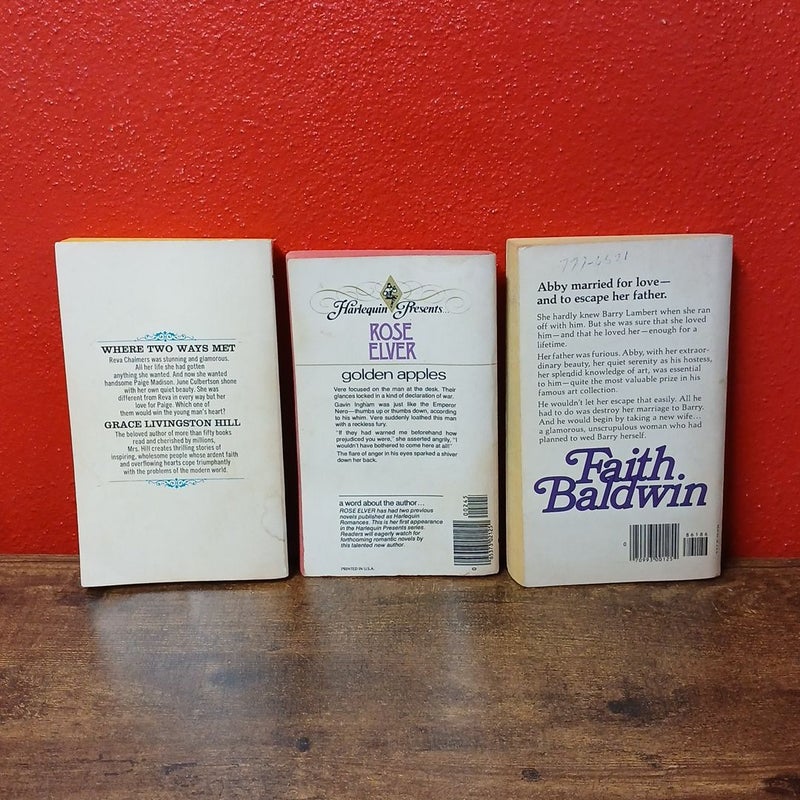 WHERE TWO WAYS MET
Reva Chalmers was stunning and glamorous.
All her life she had gotten
anything she wanted. And now she wanted
handsome Paige Madison. June Culbertson shone
with her own quiet beauty. She was
different from Reva in every way but her
love for Paige. Which one of
them would win the young man's heart?
GRACE LIVINGSTON HILL
The beloved author of more than fifty books
read and cherished by millions,
Mrs. Hill creates thrilling stories of
inspiring, wholesome people whose ardent faith
and overflowing hearts cope triumphantly
with the problems of the modern world.
Harlequin Presents...
ROSE
ELVER
golden apples
Vere focused on the man at the desk. Their
glances locked in a kind of declaration of war.
Gavin Ingham was just like the Emperor
Nero—thumbs up or thumbs down, according
to his whim. Vere suddenly loathed this man
with a reckless fury.
"If they had warned me beforehand how
prejudiced you were," she asserted angrily, "I
wouldn't have bothered to come here at all!"
The flare of anger in his eyes sparked a shiver
down her back.
a word about the author...
ROSE ELVER has had two previous
novels published as Harlequin
Romances. This is her first appearance
in the Harlequin Presents series.
Readers will eagerly watch for
forthcoming romantic novels by
this talented new author.
PRINTED IN U.S.A.
00245
Abby married for love—
and to escape her father.
She hardly knew Barry Lambert when she ran
off with him. But she was sure that she loved
him—and that he loved her—enough for a
lifetime.
Her father was furious. Abby, with her extraor-
dinary beauty, her quiet serenity as his hostess,
her splendid knowledge of art, was essential
to him—quite the most valuable prize in his
famous art collection.
He wouldn't let her escape that easily. All he
had to do was destroy her marriage to Barry.
And he would begin by taking a new wife...
a glamorous, unscrupulous woman who had
planned to wed Barry herself.
Faith
Baldwin
0
70993 00125
86186